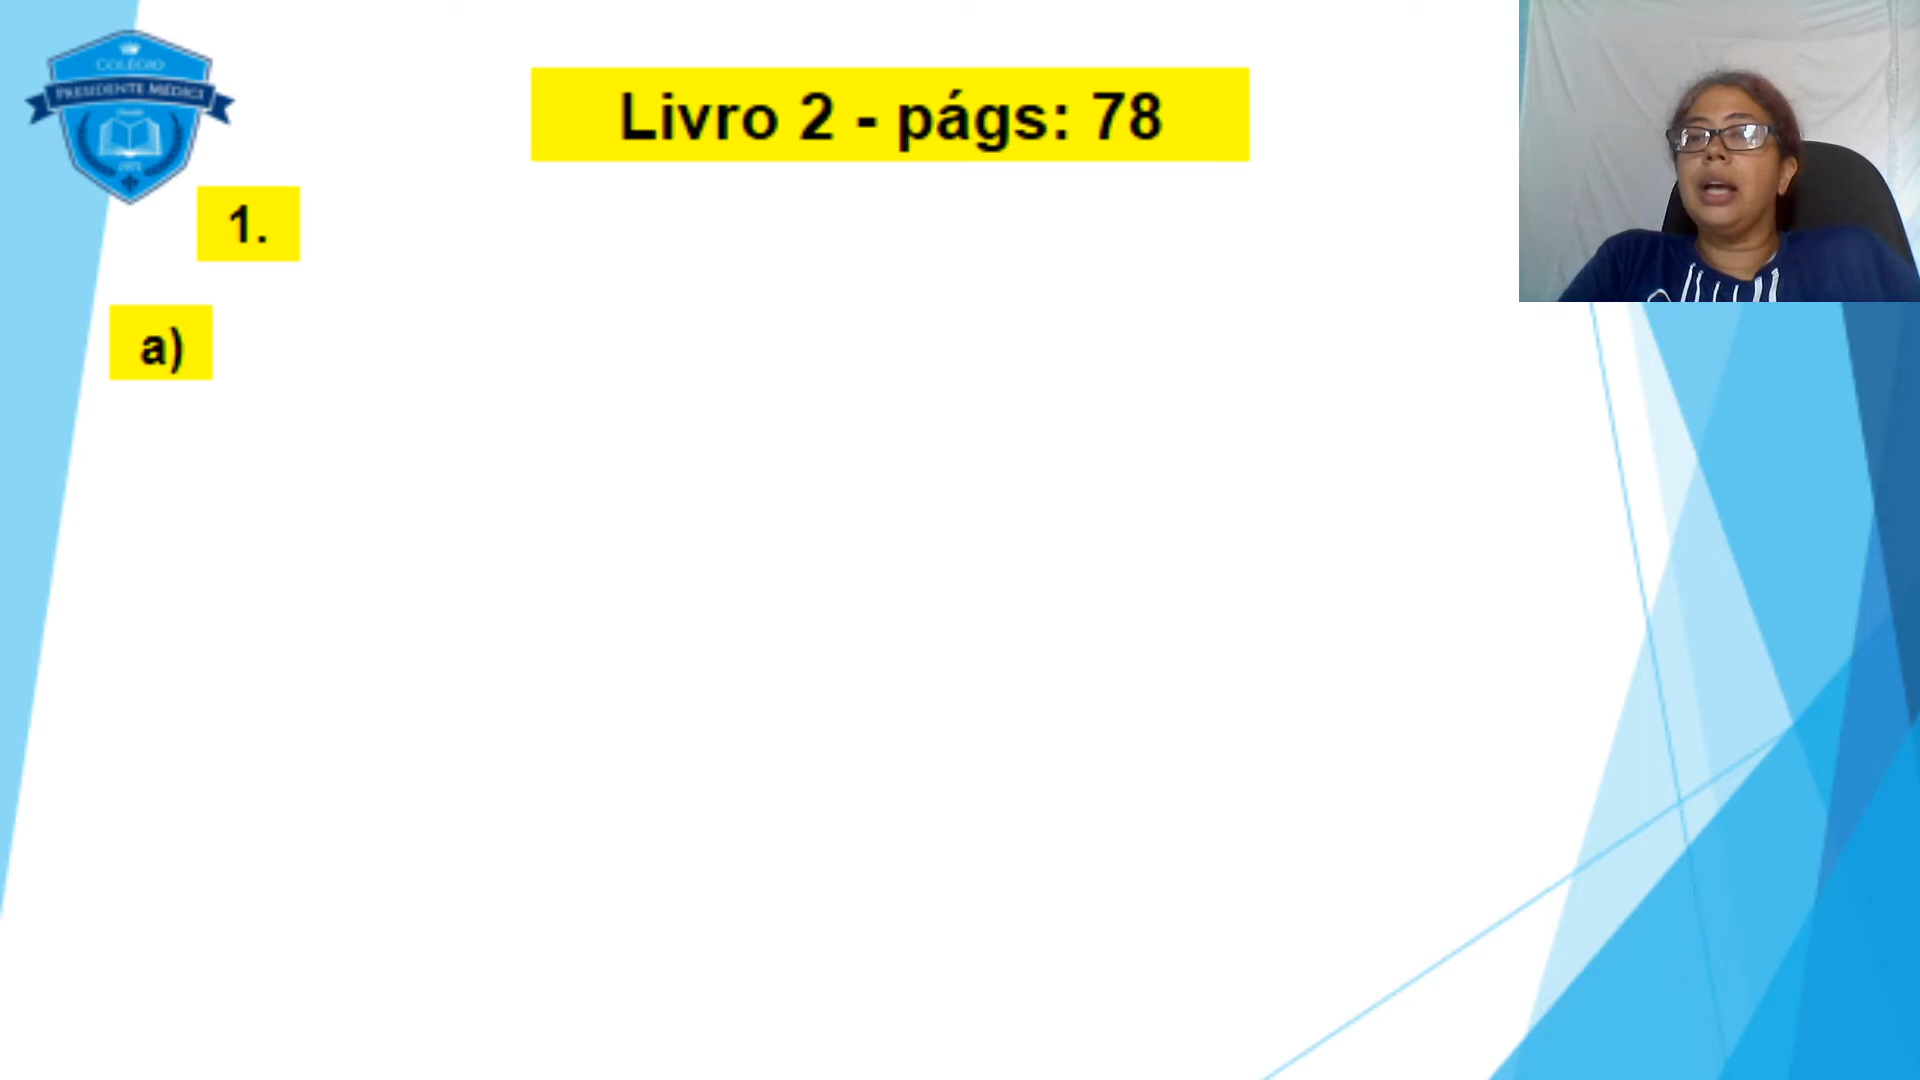 COLÉGIO
PRESIDENTE MÉDICI
Livro 2 - págs: 78
1.
a)